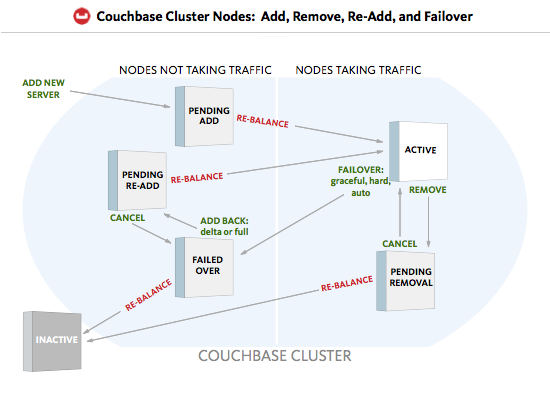 Couchbase Cluster Nodes: Add, Remove, Re-Add, and Failover
NODES NOT TAKING TRAFFIC
NODES TAKING TRAFFIC
ADD NEW
SERVER
PENDING
ADD
RE-BALANCE
ACTIVE
PENDING
RE-ADD
RE-BALANCE
FAILOVER:
graceful, hard,
auto
REMOVE
CANCEL
ADD BACK:
delta or full
CANCEL
FAILED
OVER
PENDING
REMOVAL
RE-BALANCE
RE-BALANCE
INACTIVE
COUCHBASE CLUSTER